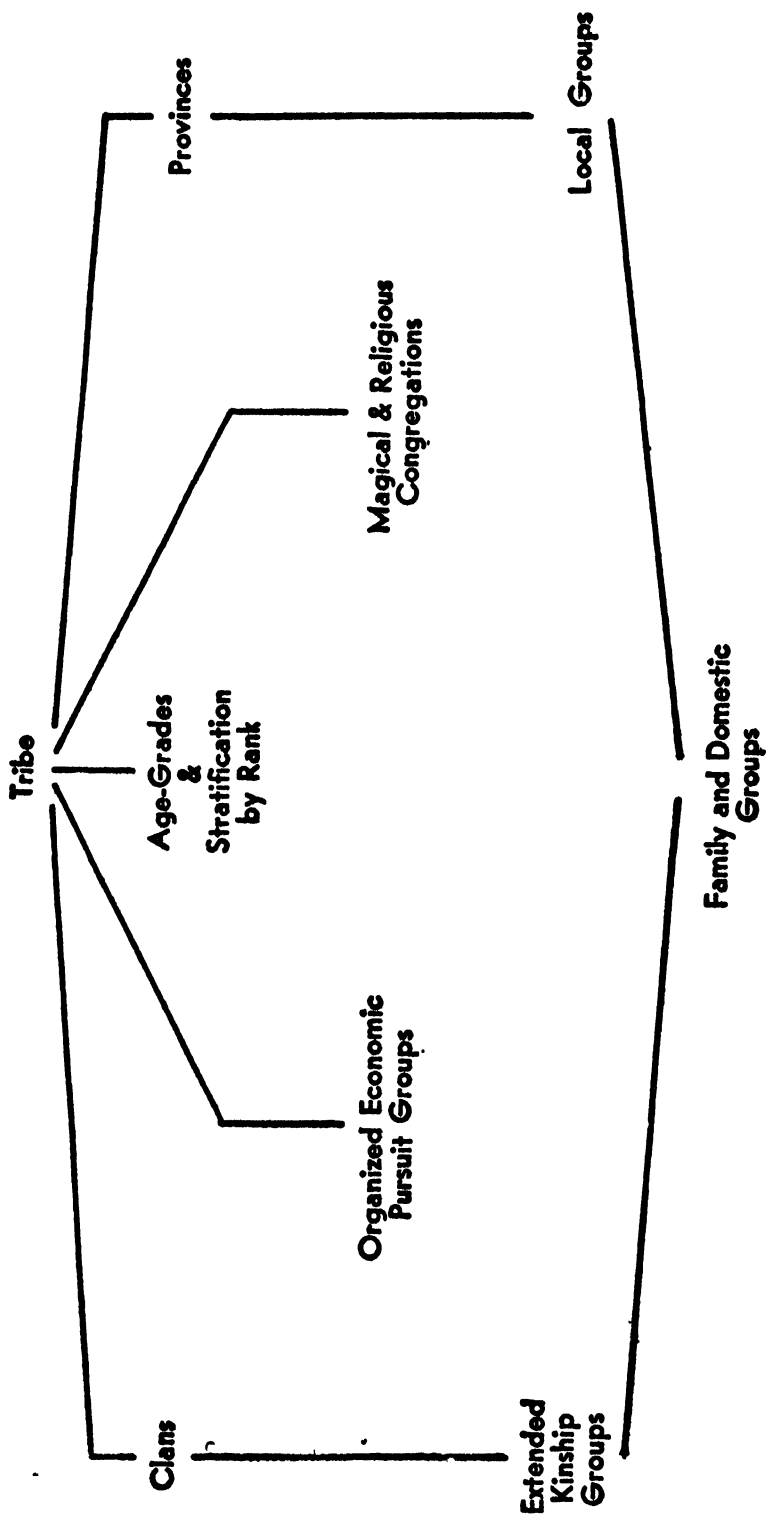 Tribe
Clans
Age-Grades
&
Stratification
by Rank
Provinces
Organized Economic
Pursuit Groups
Magical & Religious
Congregations
Extended
Kinship
Groups
Local Groups
Family and Domestic
Groups